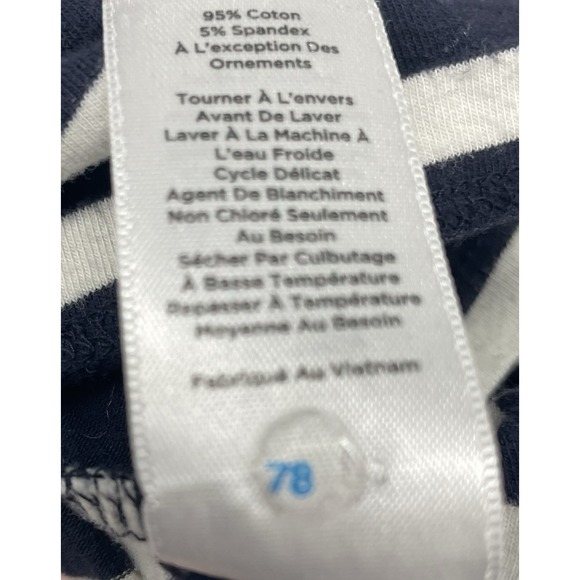 95% Coton
5% Spandex
À L'exception Des
Ornements
Tourner À L'envers
Avant De Laver
Laver À La Machine À
L'eau Froide
Cycle Délicat
Agent De Blanchiment
Non Chloré Seulement
Au Besoin
Sécher Par Culbutage
À Basse Température
Repasser À Température
Moyenne Au Besoin
Fabriqué Au Vietnam
78